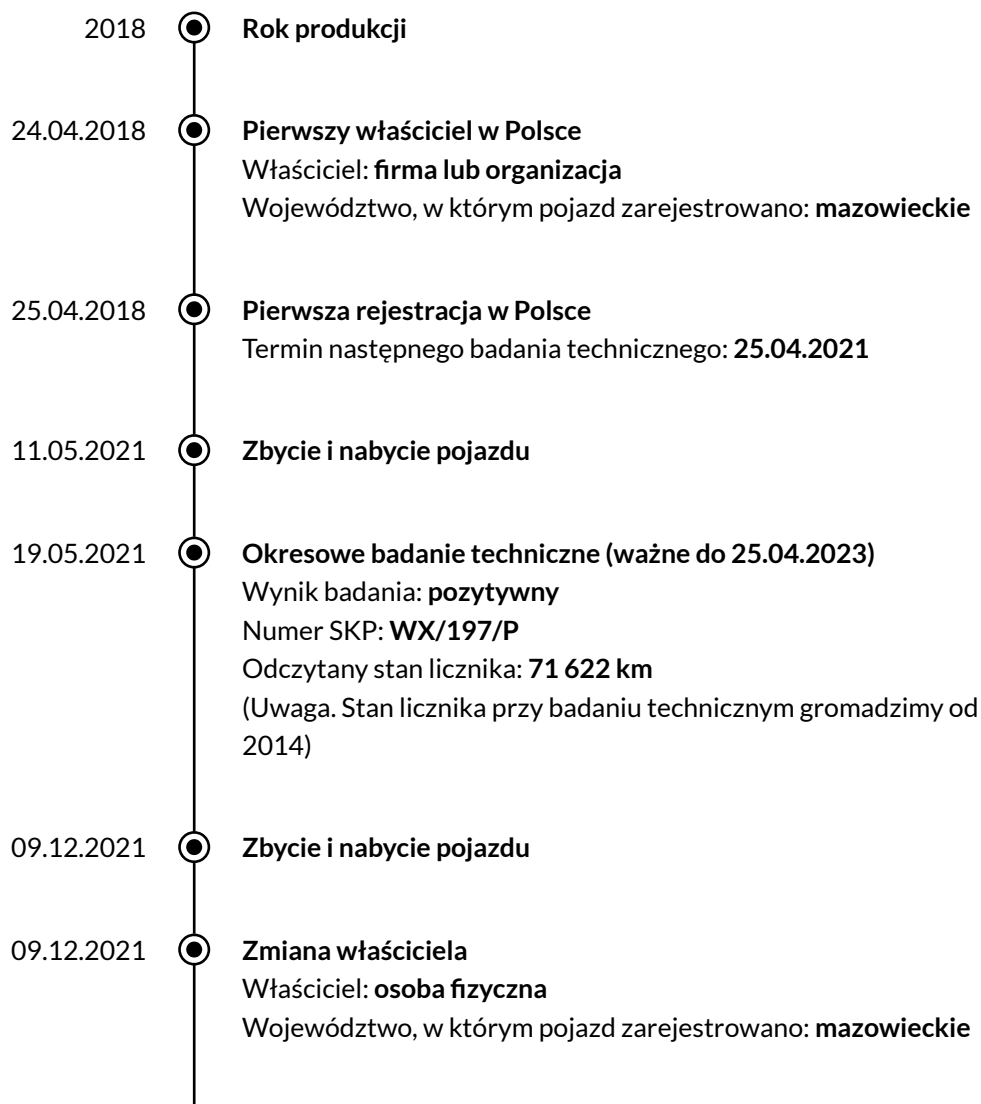 2018 Rok produkcji
24.04.2018 Pierwszy właściciel w Polsce
Właściciel: firma lub organizacja
Województwo, w którym pojazd zarejestrowano: mazowieckie
25.04.2018 Pierwsza rejestracja w Polsce
Termin następnego badania technicznego: 25.04.2021
11.05.2021 Zbycie i nabycie pojazdu
19.05.2021 Okresowe badanie techniczne (ważne do 25.04.2023)
Wynik badania: pozytywny
Numer SKP: WX/197/P
Odczytany stan licznika: 71 622 km
(Uwaga. Stan licznika przy badaniu technicznym gromadzimy od
2014)
09.12.2021 Zbycie i nabycie pojazdu
09.12.2021 Zmiana właściciela
Właściciel: osoba fizyczna
Województwo, w którym pojazd zarejestrowano: mazowieckie